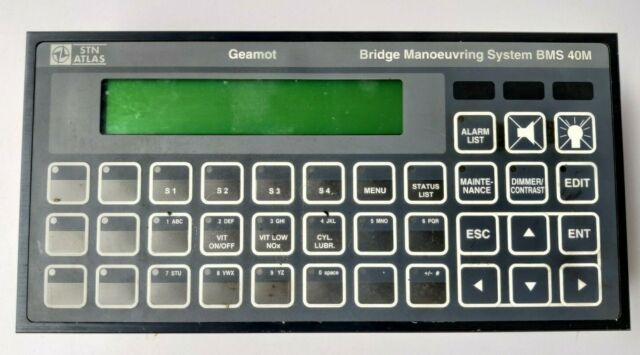 STN
ATLAS
Geamot
Bridge Manoeuvring System BMS 40M
ALARM
LIST
S 1
S 2
S 3
S 4
MENU
STATUS
LIST
MAINTE-
NANCE
DIMMER/
CONTRAST
EDIT
1 ABC
2 DEF
VIT
ON/OFF
3 GHI
VIT LOW
NOx
4 JKL
CYL.
LUBR.
5 MNO
6 PQR
ESC
ENT
7 STU
8 VWX
9 YZ
0 space
+/- #